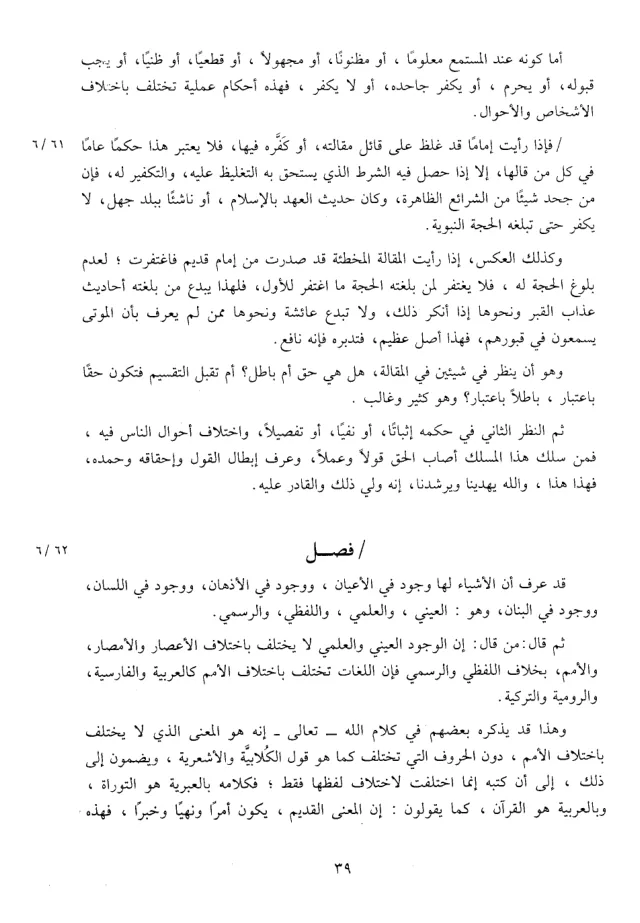 أما كونه عند المستمع معلومًا ، أو مظنونًا، أو مجهولاً ، أو قطعيًا، أو ظنيًا، أو يجب
قبوله، أو يحرم ، أو يكفر جاحده، أو لا يكفر ، فهذه أحكام عملية تختلف باختلاف
الأشخاص والأحوال.
/ فإذا رأيت إمامًا قد غلظ على قائل مقالته، أو كَفَّره فيها، فلا يعتبر هذا حكمًا عامًا ٦/٦١
في كل من قالها، إلا إذا حصل فيه الشرط الذي يستحق به التغليظ عليه، والتكفير له، فإن
من جحد شيئًا من الشرائع الظاهرة، وكان حديث العهد بالإسلام ، أو ناشئًا ببلد جهل، لا
يكفر حتى تبلغه الحجة النبوية.
وكذلك العكس، إذا رأيت المقالة المخطئة قد صدرت من إمام قديم فاغتفرت ؛ لعدم
بلوغ الحجة له ، فلا يغتفر لمن بلغته الحجة ما اغتفر للأول، فلهذا يبدع من بلغته أحاديث
عذاب القبر ونحوها إذا أنكر ذلك، ولا تبدع عائشة ونحوها ممن لم يعرف بأن الموتى
يسمعون في قبورهم، فهذا أصل عظيم، فتدبره فإنه نافع.
وهو أن ينظر في شيئين في المقالة، هل هي حق أم باطل؟ أم تقبل التقسيم فتكون حقًا
باعتبار ، باطلاً باعتبار؟ وهو كثير وغالب .
ثم النظر الثاني في حكمه إثباتًا، أو نفيًا، أو تفصيلاً، واختلاف أحوال الناس فيه ،
فمن سلك هذا المسلك أصاب الحق قولاً وعملاً، وعرف إبطال القول وإحقاقه وحمده،
فهذا هذا ، والله يهدينا ويرشدنا، إنه ولي ذلك والقادر عليه.
/ فصـــل ٦/٦٢
قد عرف أن الأشياء لها وجود في الأعيان ، ووجود في الأذهان، ووجود في اللسان،
ووجود في البنان، وهو : العيني ، والعلمي ، واللفظي، والرسمي.
ثم قال:من قال: إن الوجود العيني والعلمي لا يختلف باختلاف الأعصار والأمصار،
والأمم، بخلاف اللفظي والرسمي فإن اللغات تختلف باختلاف الأمم كالعربية والفارسية،
والرومية والتركية.
وهذا قد يذكره بعضهم في كلام الله ــ تعالى ـ إنه هو المعنى الذي لا يختلف
باختلاف الأمم ، دون الحروف التي تختلف كما هو قول الكُلابيَّة والأشعرية ، ويضمون إلى
ذلك ، إلى أن كتبه إنما اختلفت لاختلاف لفظها فقط ؛ فكلامه بالعبرية هو التوراة ،
وبالعربية هو القرآن ، كما يقولون : إن المعنى القديم ، يكون أمرًا ونهيًا وخبرًا ، فهذه
٣٩